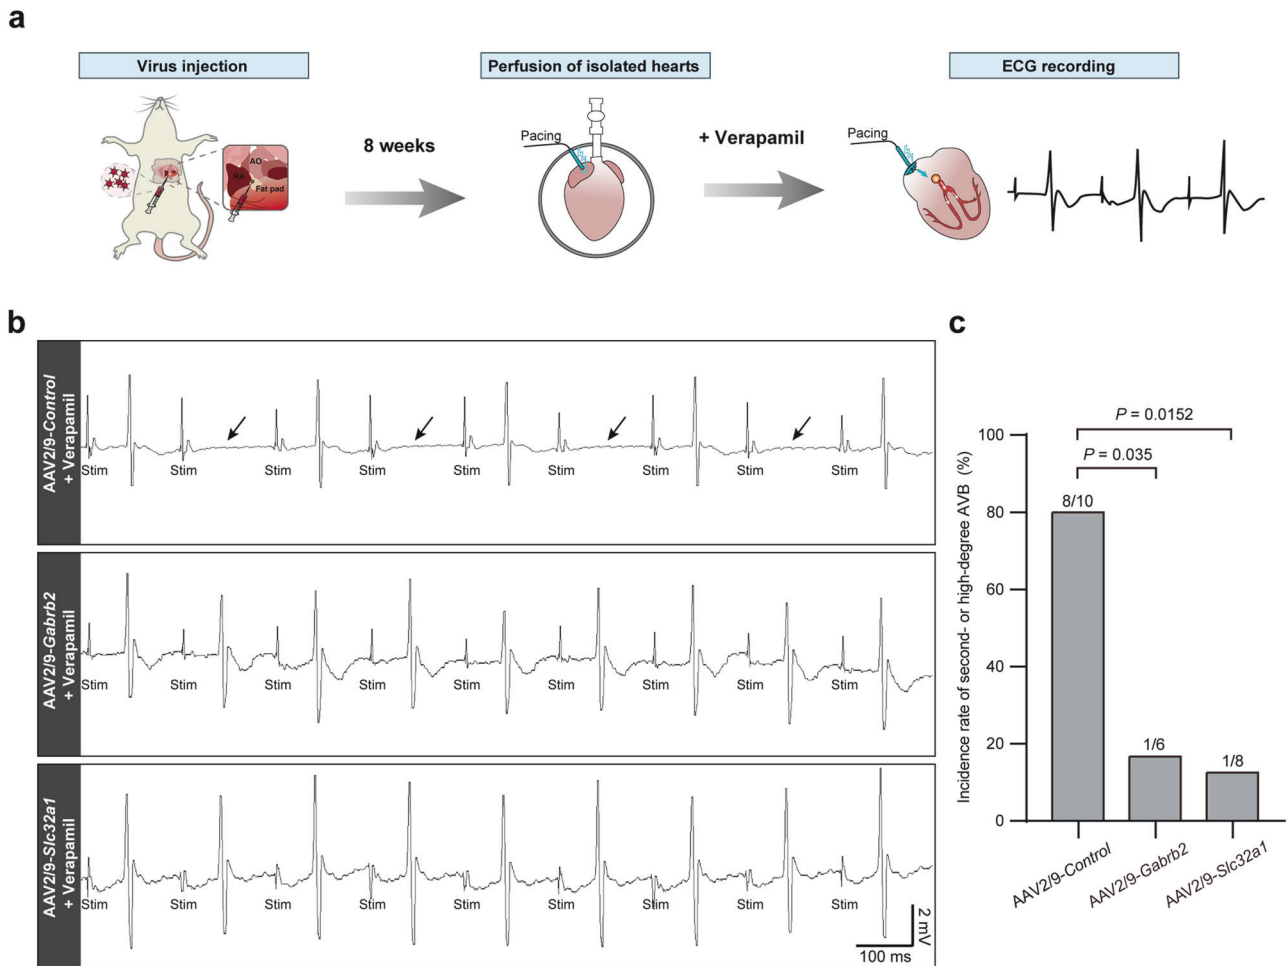 a
Virus injection
Perfusion of isolated hearts
ECG recording
AO
RA
Fat pad
8 weeks
Pacing
+ Verapamil
Pacing
b
AAV2/9-Control
+ Verapamil
Stim Stim Stim Stim Stim Stim Stim Stim Stim
AAV2/9-Gabrb2
+ Verapamil
Stim Stim Stim Stim Stim Stim Stim Stim Stim
AAV2/9-Slc32a1
+ Verapamil
Stim Stim Stim Stim Stim Stim Stim Stim Stim
2 mV
100 ms
c
Incidence rate of second- or high-degree AVB (%)
100
80
60
40
20
0
P = 0.0152
P = 0.035
8/10
1/6
1/8
AAV2/9-Control
AAV2/9-Gabrb2
AAV2/9-Slc32a1